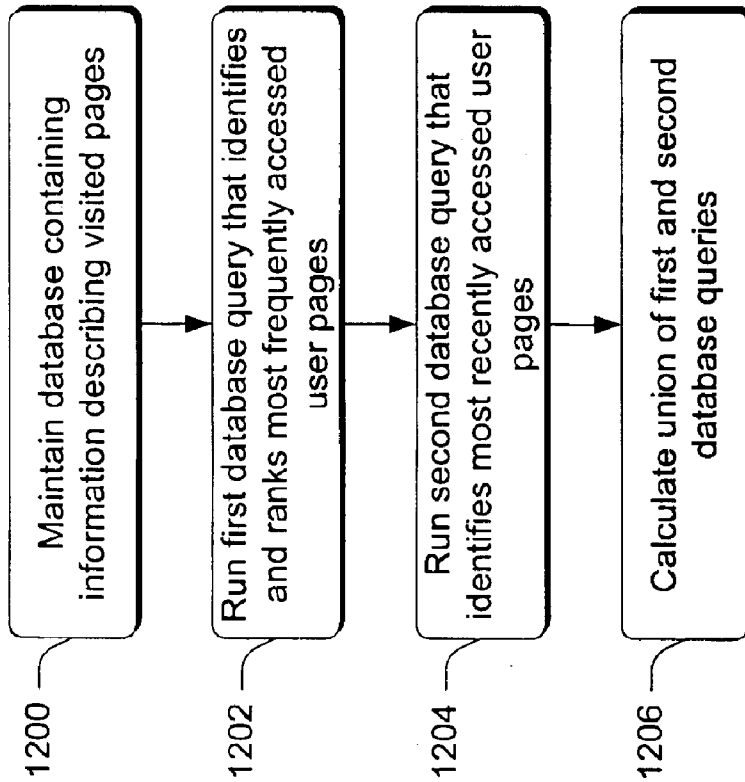 1200
Maintain database containing
information describing visited pages
1202
Run first database query that identifies
and ranks most frequently accessed
user pages
1204
Run second database query that
identifies most recently accessed user
pages
1206
Calculate union of first and second
database queries